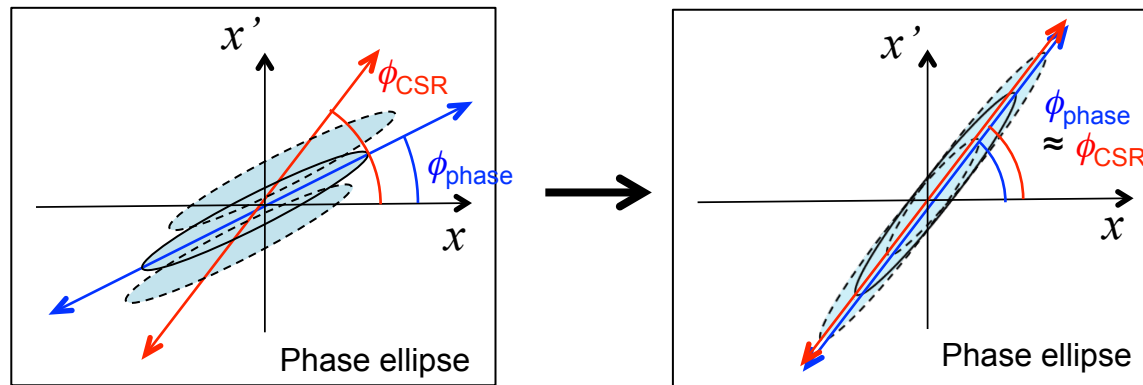 x’
ϕCSR
ϕphase
x
Phase ellipse
x’
ϕphase
≈ ϕCSR
x
Phase ellipse